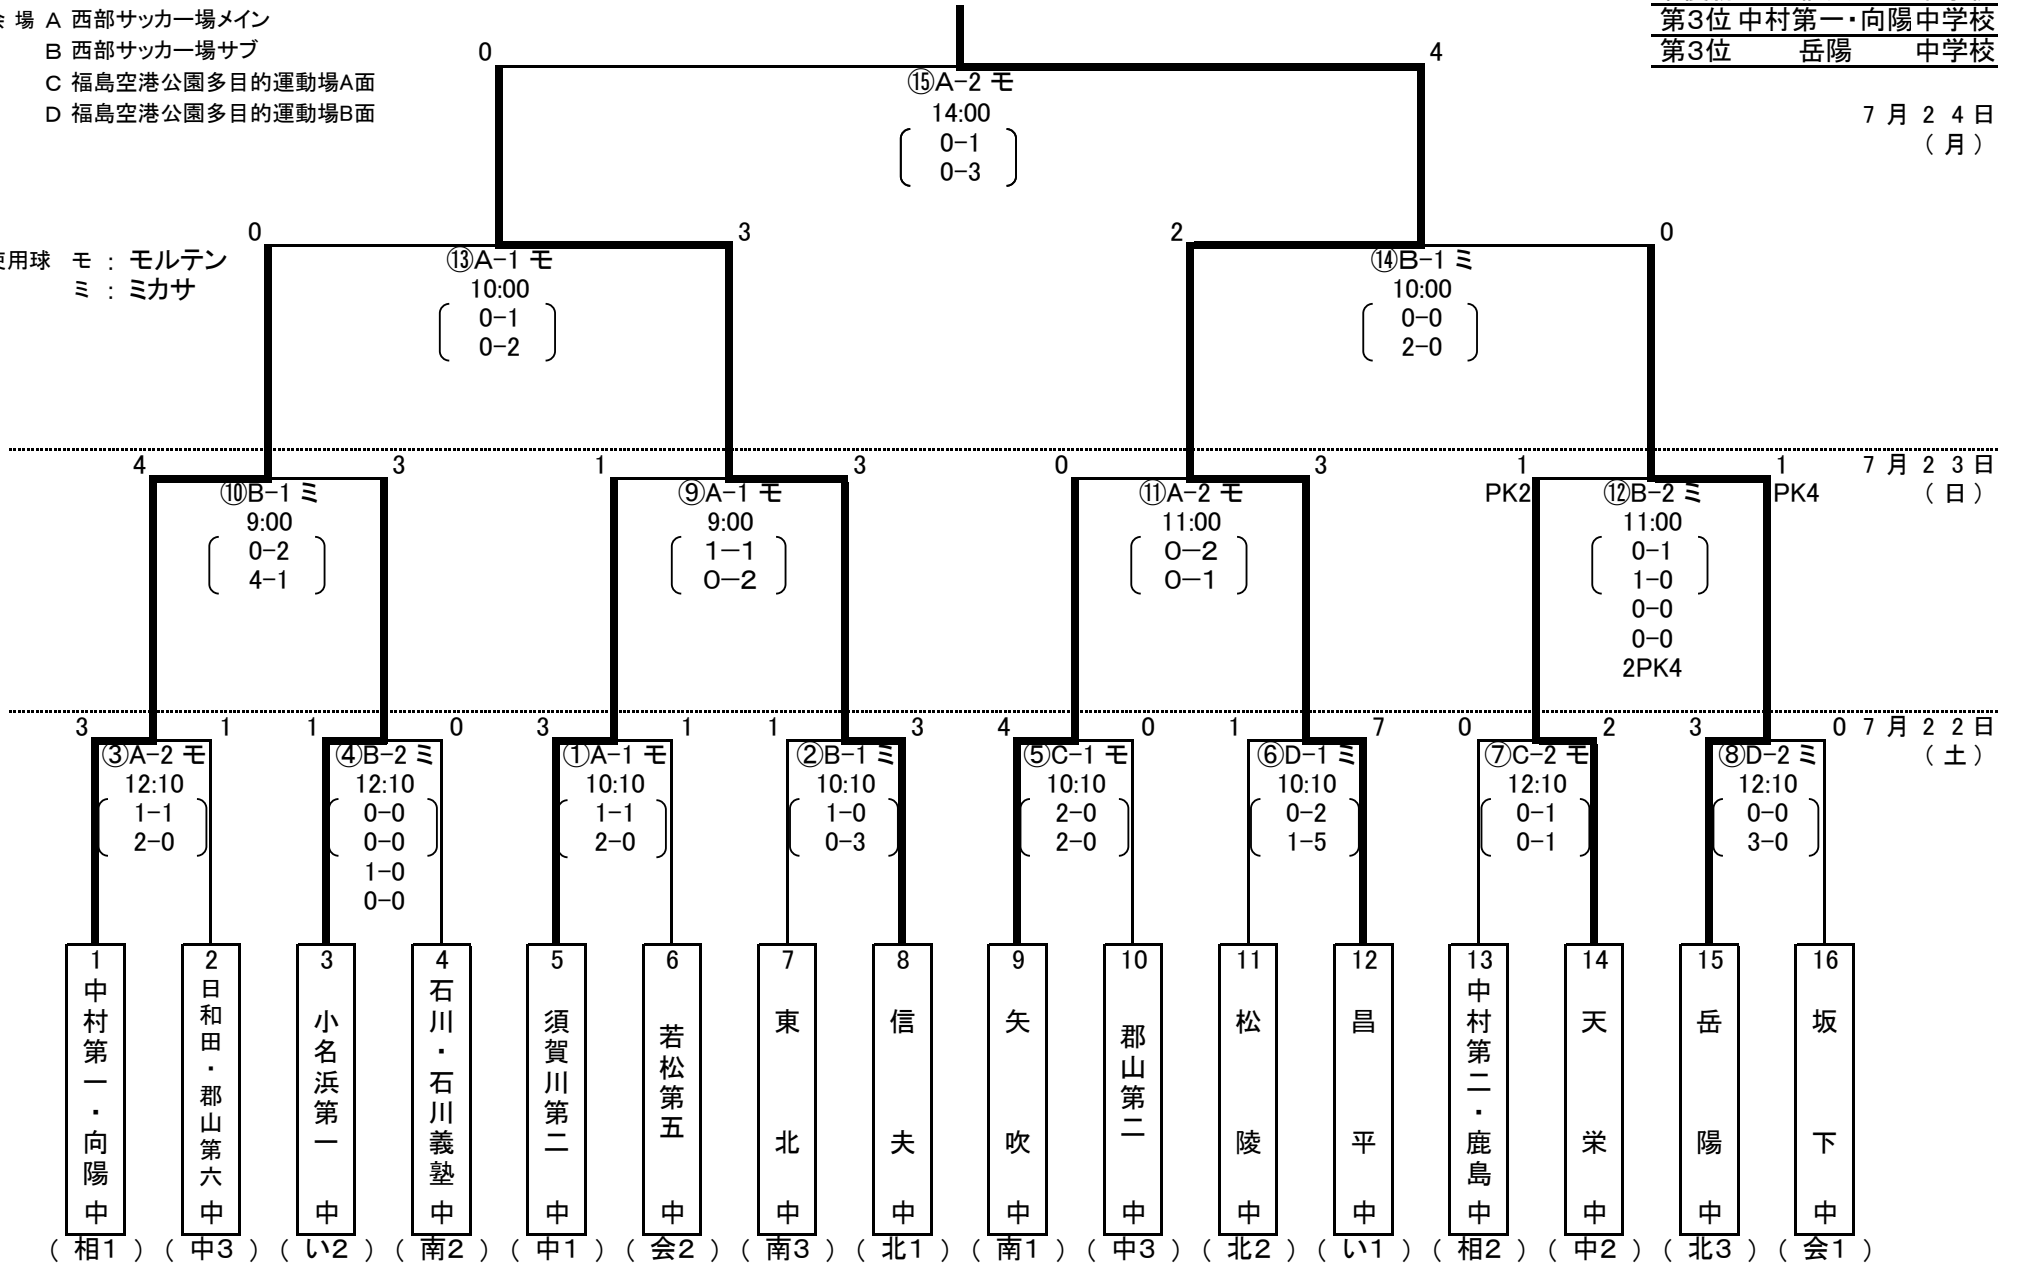 場 A 西部サッカー場メイン
B 西部サッカー場サブ
C 福島空港公園多目的運動場A面
D 福島空港公園多目的運動場B面
第3位 中村第一・向陽中学校
第3位 岳陽 中学校
7 月 2 4 日
( 月 )
0 4
⑮A-2 モ
14:00
0-1
0-3
用球 モ : モルテン
ミ : ミカサ
0 3 2 0
⑬A-1 モ ⑭B-1 ミ
10:00 10:00
0-1 0-0
0-2 2-0
4 3 1 3 0 3 1 1 7 月 2 3 日
⑩B-1 ミ ⑨A-1 モ ⑪A-2 モ PK2 ⑫B-2 ミ PK4 ( 日 )
9:00 9:00 11:00 11:00
0-2 1-1 0-2 0-1
4-1 0-2 0-1 1-0
0-0
0-0
2PK4
3 1 1 0 3 1 1 3 4 0 1 7 0 2 3 0 7 月 2 2 日
③A-2 モ ④B-2 ミ ①A-1 モ ②B-1 ミ ⑤C-1 モ ⑥D-1 ミ ⑦C-2 モ ⑧D-2 ミ ( 土 )
12:10 12:10 10:10 10:10 10:10 10:10 12:10 12:10
1-1 0-0 1-1 1-0 2-0 0-2 0-1 0-0
2-0 0-0 2-0 0-3 2-0 1-5 0-1 3-0
1-0
0-0
1 2 3 4 5 6 7 8 9 10 11 12 13 14 15 16
中村第一・向陽中
日和田・郡山第六中
小名浜第一中
石川・石川義塾中
須賀川第二中
若松第五中
東北中
信夫中
矢吹中
郡山第二中
松陵中
昌平中
中村第二・鹿島中
天栄中
岳陽中
坂下中
( 相1 ) ( 中3 ) ( い2 ) ( 南2 ) ( 中1 ) ( 会2 ) ( 南3 ) ( 北1 ) ( 南1 ) ( 中3 ) ( 北2 ) ( い1 ) ( 相2 ) ( 中2 ) ( 北3 ) ( 会1 )